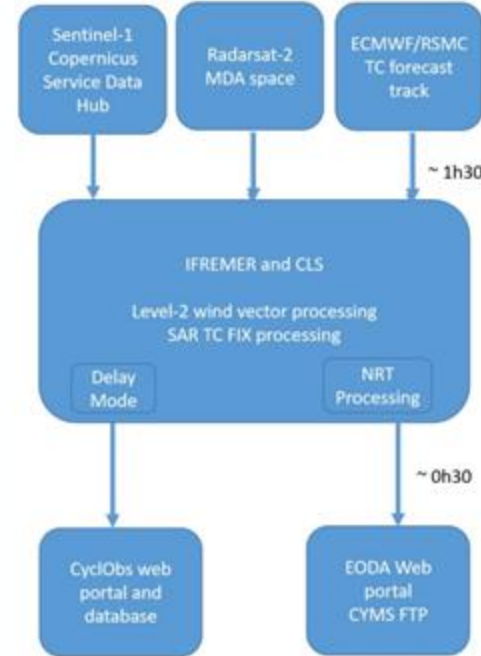 Sentinel-1
Copernicus
Service Data
Hub
Radarsat-2
MDA space
ECMWF/RSMC
TC forecast
track
~ 1h30
IFREMER and CLS
Level-2 wind vector processing
SAR TC FIX processing
Delay
Mode
NRT
Processing
~ 0h30
CyclObs web
portal and
database
EODA Web
portal
CYMS FTP